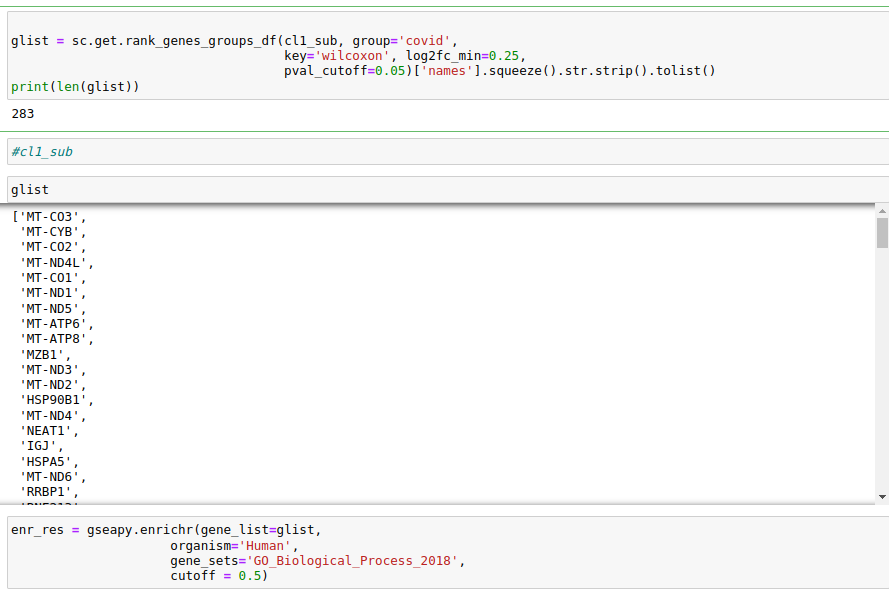 glist = sc.get.rank_genes_groups_df(cl1_sub, group='covid',
                                    key='wilcoxon', log2fc_min=0.25,
                                    pval_cutoff=0.05)['names'].squeeze().str.strip().tolist()
print(len(glist))
283
#cl1_sub
glist
['MT-CO3',
 'MT-CYB',
 'MT-CO2',
 'MT-ND4L',
 'MT-CO1',
 'MT-ND1',
 'MT-ND5',
 'MT-ATP6',
 'MT-ATP8',
 'MZB1',
 'MT-ND3',
 'MT-ND2',
 'HSP90B1',
 'MT-ND4',
 'NEAT1',
 'IGJ',
 'HSPA5',
 'MT-ND6',
 'RRBP1',
enr_res = gseapy.enrichr(gene_list=glist,
                     organism='Human',
                     gene_sets='GO_Biological_Process_2018',
                     cutoff = 0.5)